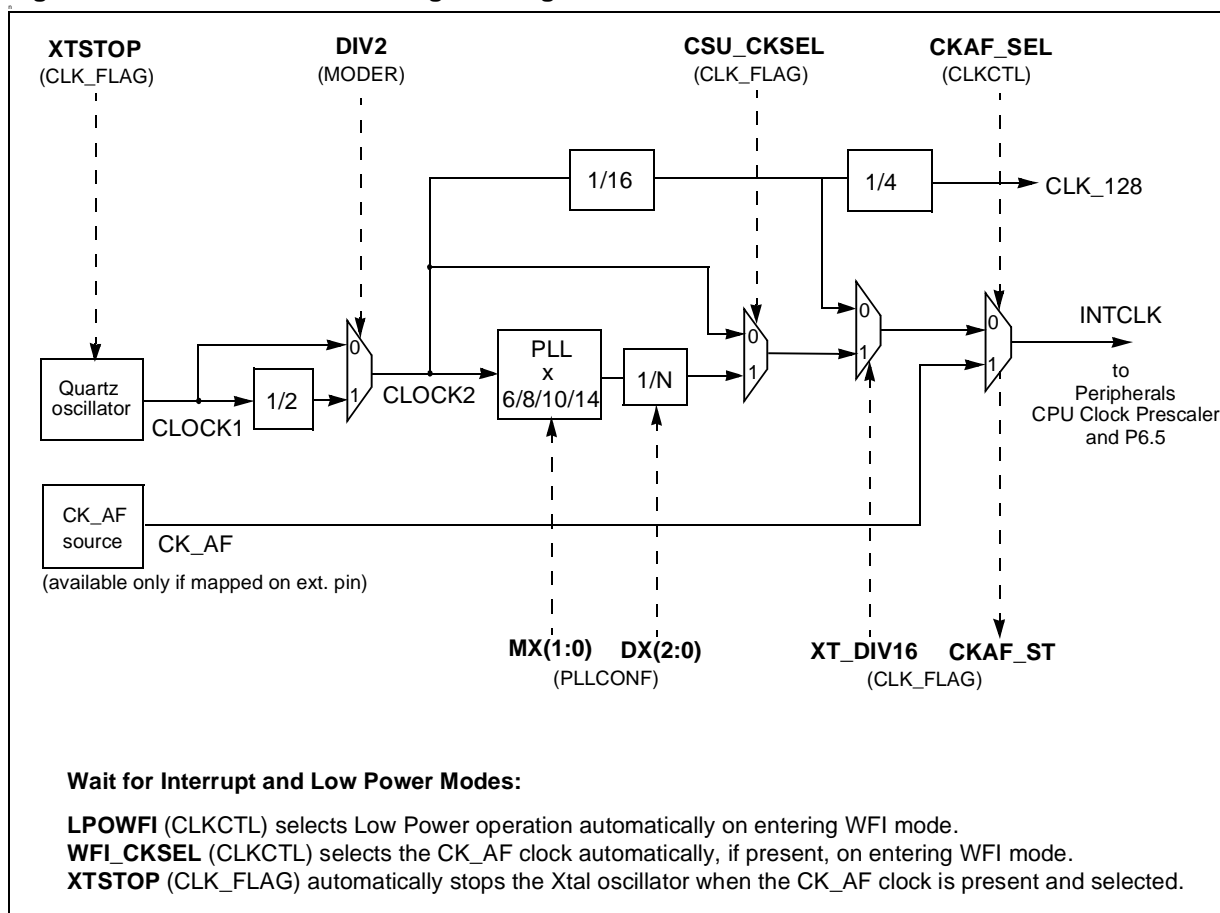 XTSTOP
(CLK_FLAG)
DIV2
(MODER)
CSU_CKSEL
(CLK_FLAG)
CKAF_SEL
(CLKCTL)
1/16
1/4
CLK_128
Quartz
oscillator
CLOCK1
1/2
0
1
CLOCK2
PLL
x
6/8/10/14
1/N
0
1
0
1
0
1
INTCLK
to
Peripherals
CPU Clock Prescaler
and P6.5
CK_AF
source
CK_AF
(available only if mapped on ext. pin)
MX(1:0) DX(2:0)
(PLLCONF)
XT_DIV16 CKAF_ST
(CLK_FLAG)
Wait for Interrupt and Low Power Modes:
LPOWFI (CLKCTL) selects Low Power operation automatically on entering WFI mode.
WFI_CKSEL (CLKCTL) selects the CK_AF clock automatically, if present, on entering WFI mode.
XTSTOP (CLK_FLAG) automatically stops the Xtal oscillator when the CK_AF clock is present and selected.